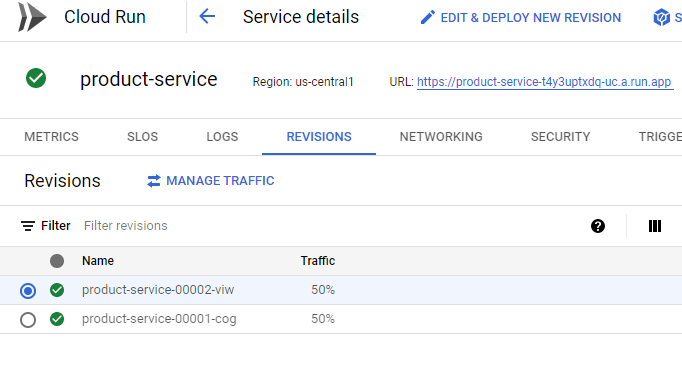 Cloud Run Service details EDIT & DEPLOY NEW REVISION S
product-service Region: us-central1 URL: https://product-service-t4y3uptxdq-uc.a.run.app
METRICS SLOS LOGS REVISIONS NETWORKING SECURITY TRIGGE
Revisions MANAGE TRAFFIC
Filter Filter revisions
Name Traffic
product-service-00002-viw 50%
product-service-00001-cog 50%